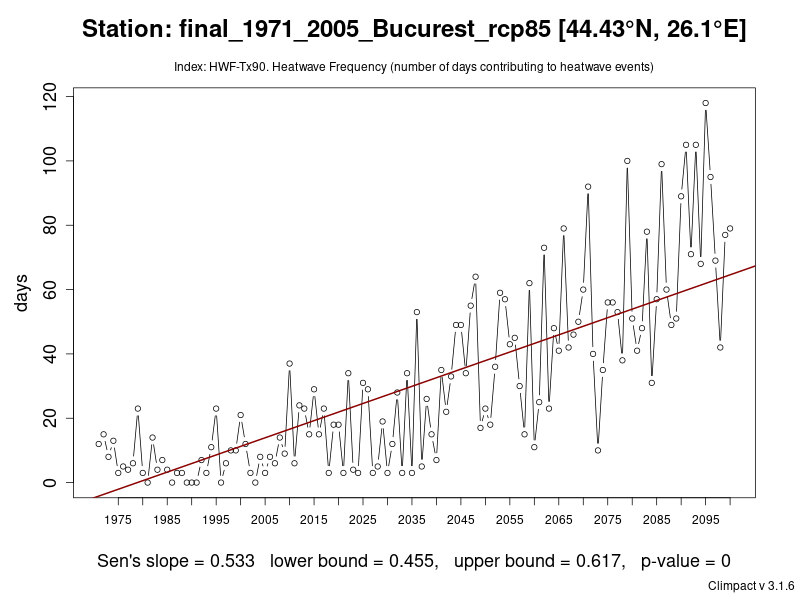 Station: final_1971_2005_Bucurest_rcp85 [44.43°N, 26.1°E]
Index: HWF-Tx90. Heatwave Frequency (number of days contributing to heatwave events)
120
100
80
60
40
20
0
days
1975 1985 1995 2005 2015 2025 2035 2045 2055 2065 2075 2085 2095
Sen's slope = 0.533 lower bound = 0.455, upper bound = 0.617, p-value = 0
Climpact v 3.1.6